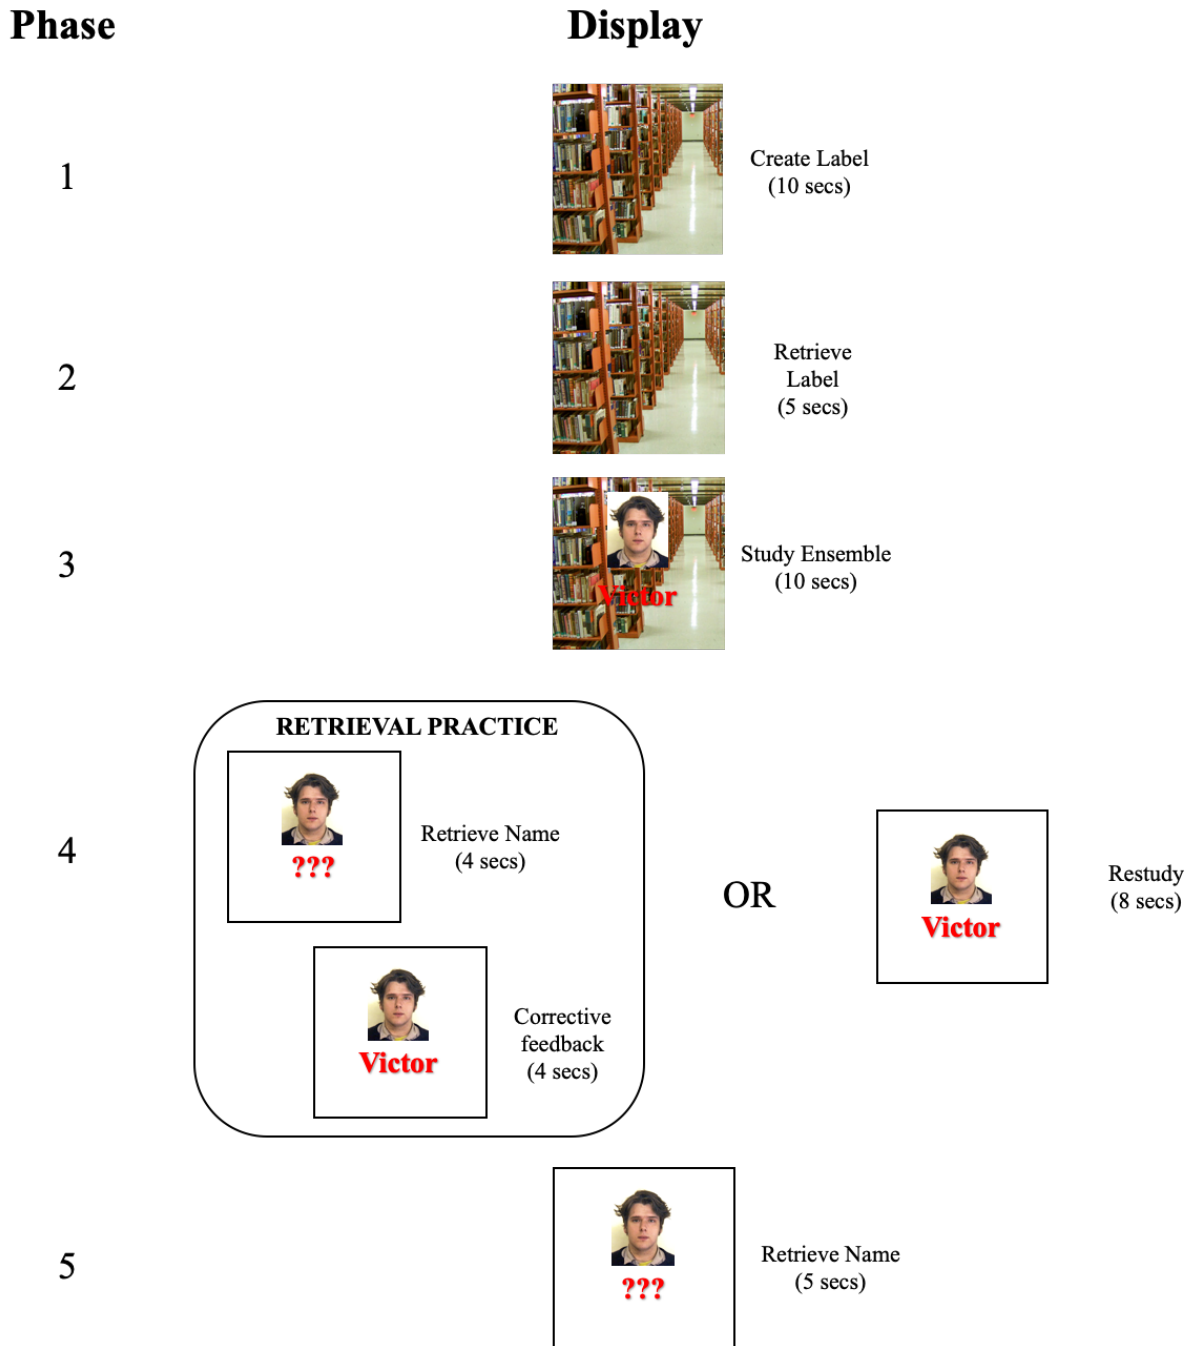 Phase
Display
1
Create Label
(10 secs)
2
Retrieve
Label
(5 secs)
3
Victor
Study Ensemble
(10 secs)
4
RETRIEVAL PRACTICE
???
Retrieve Name
(4 secs)
Victor
Corrective
feedback
(4 secs)
OR
Victor
Restudy
(8 secs)
5
???
Retrieve Name
(5 secs)